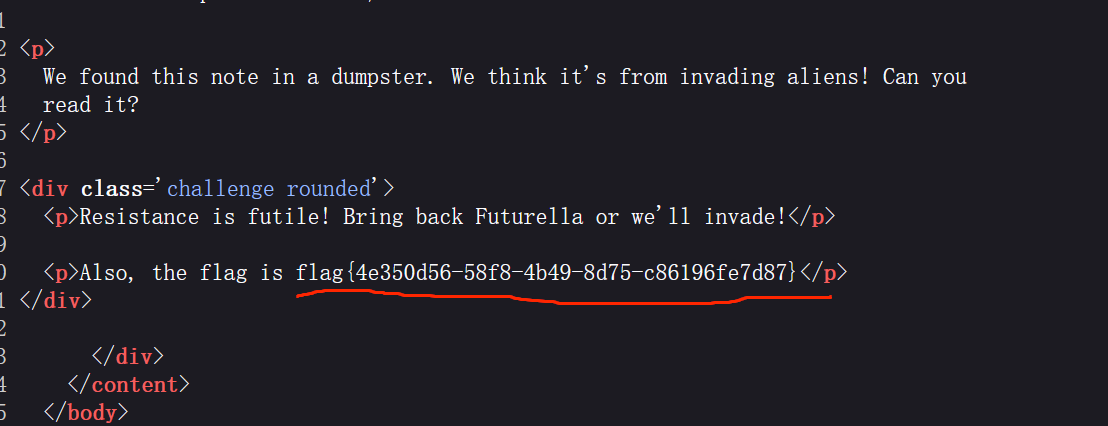 1
2 <p>
3   We found this note in a dumpster. We think it's from invading aliens! Can you
4   read it?
5 </p>
6
7 <div class='challenge rounded'>
8   <p>Resistance is futile! Bring back Futurella or we'll invade!</p>
9
0   <p>Also, the flag is flag{4e350d56-58f8-4b49-8d75-c86196fe7d87}</p>
1 </div>
2
3       </div>
4     </content>
5   </body>